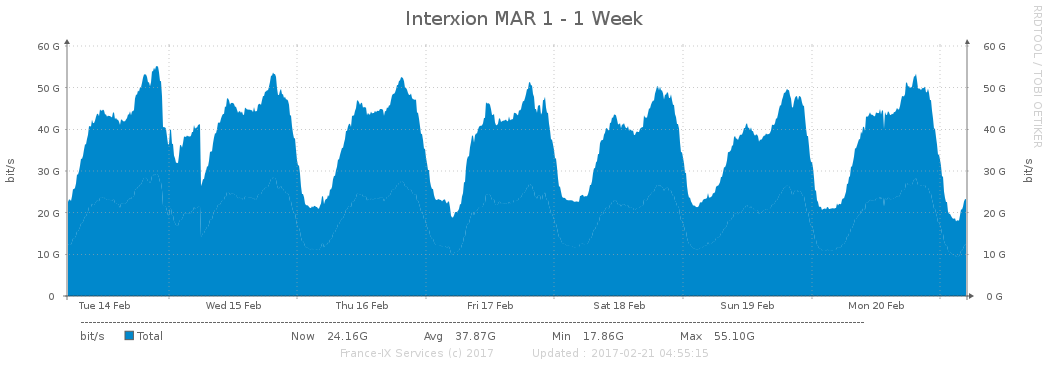 Interxion MAR 1 - 1 Week
RRDTOOL / TOBI OETIKER
bit/s
60 G 60 G
50 G 50 G
40 G 40 G
30 G 30 G
20 G 20 G
10 G 10 G
0 0 G
bit/s
Tue 14 Feb Wed 15 Feb Thu 16 Feb Fri 17 Feb Sat 18 Feb Sun 19 Feb Mon 20 Feb
bit/s Total Now 24.16G Avg 37.87G Min 17.86G Max 55.10G
France-IX Services (c) 2017 Updated : 2017-02-21 04:55:15